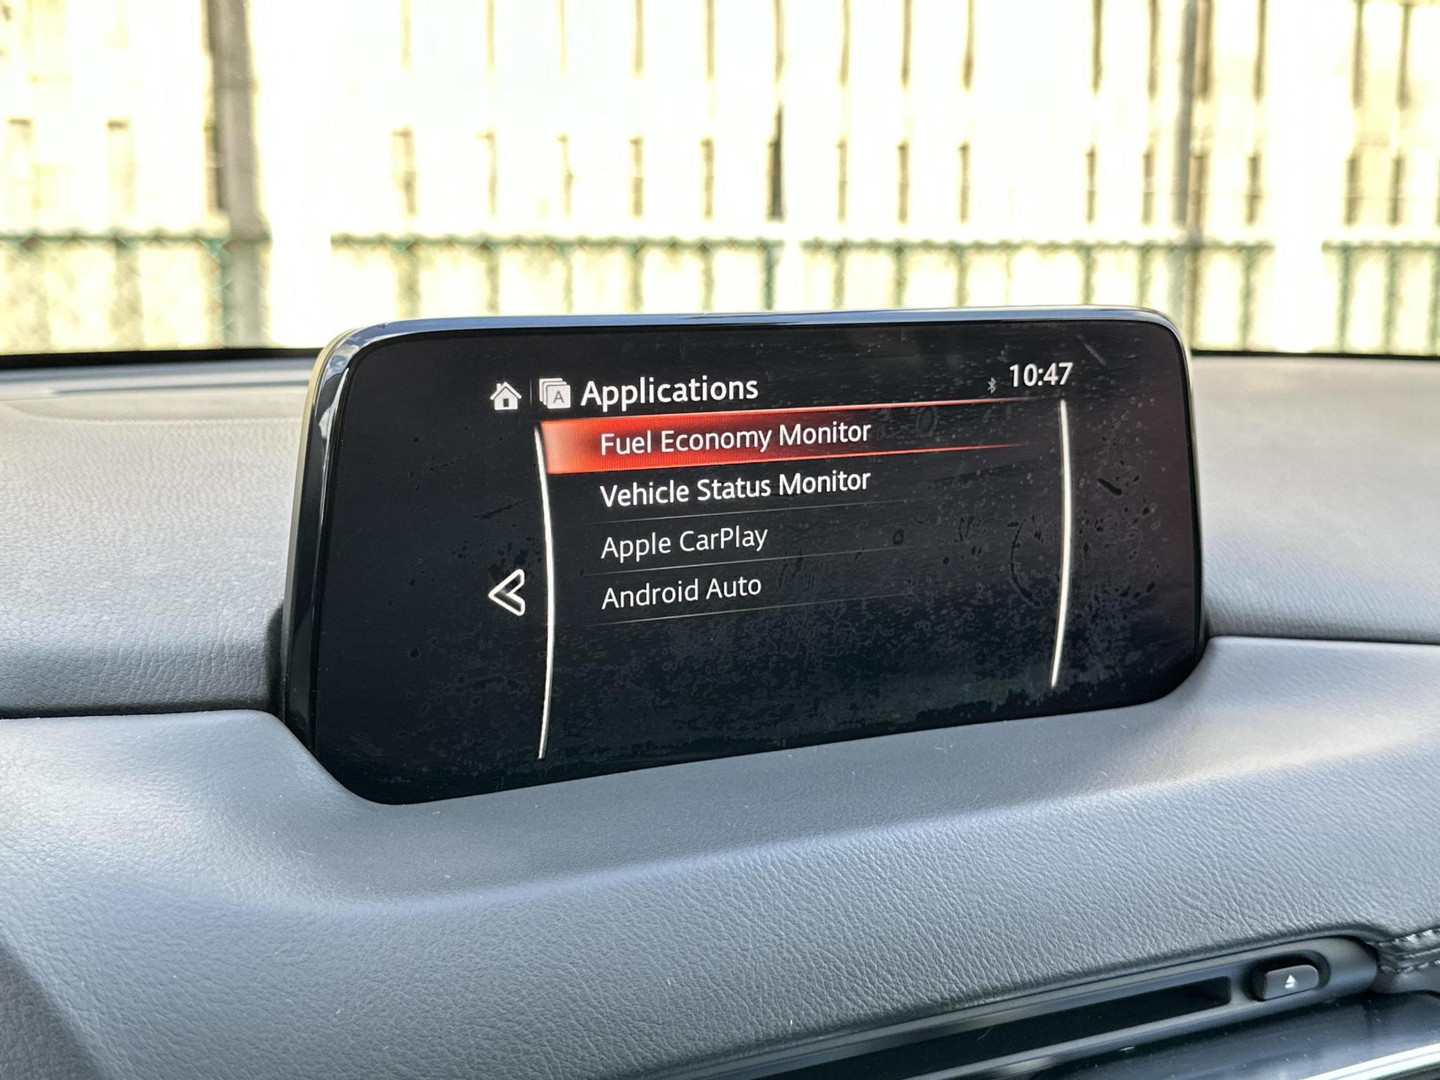 A Applications 10:47
Fuel Economy Monitor
Vehicle Status Monitor
Apple CarPlay
Android Auto